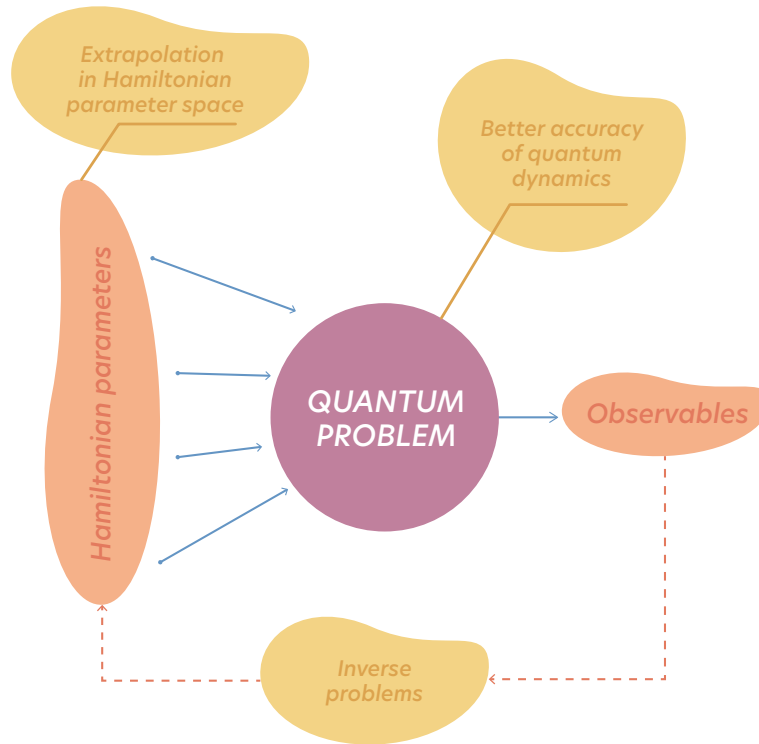 Extrapolation
in Hamiltonian
parameter space
Better accuracy
of quantum
dynamics
Hamiltonian parameters
QUANTUM
PROBLEM
Observables
Inverse
problems